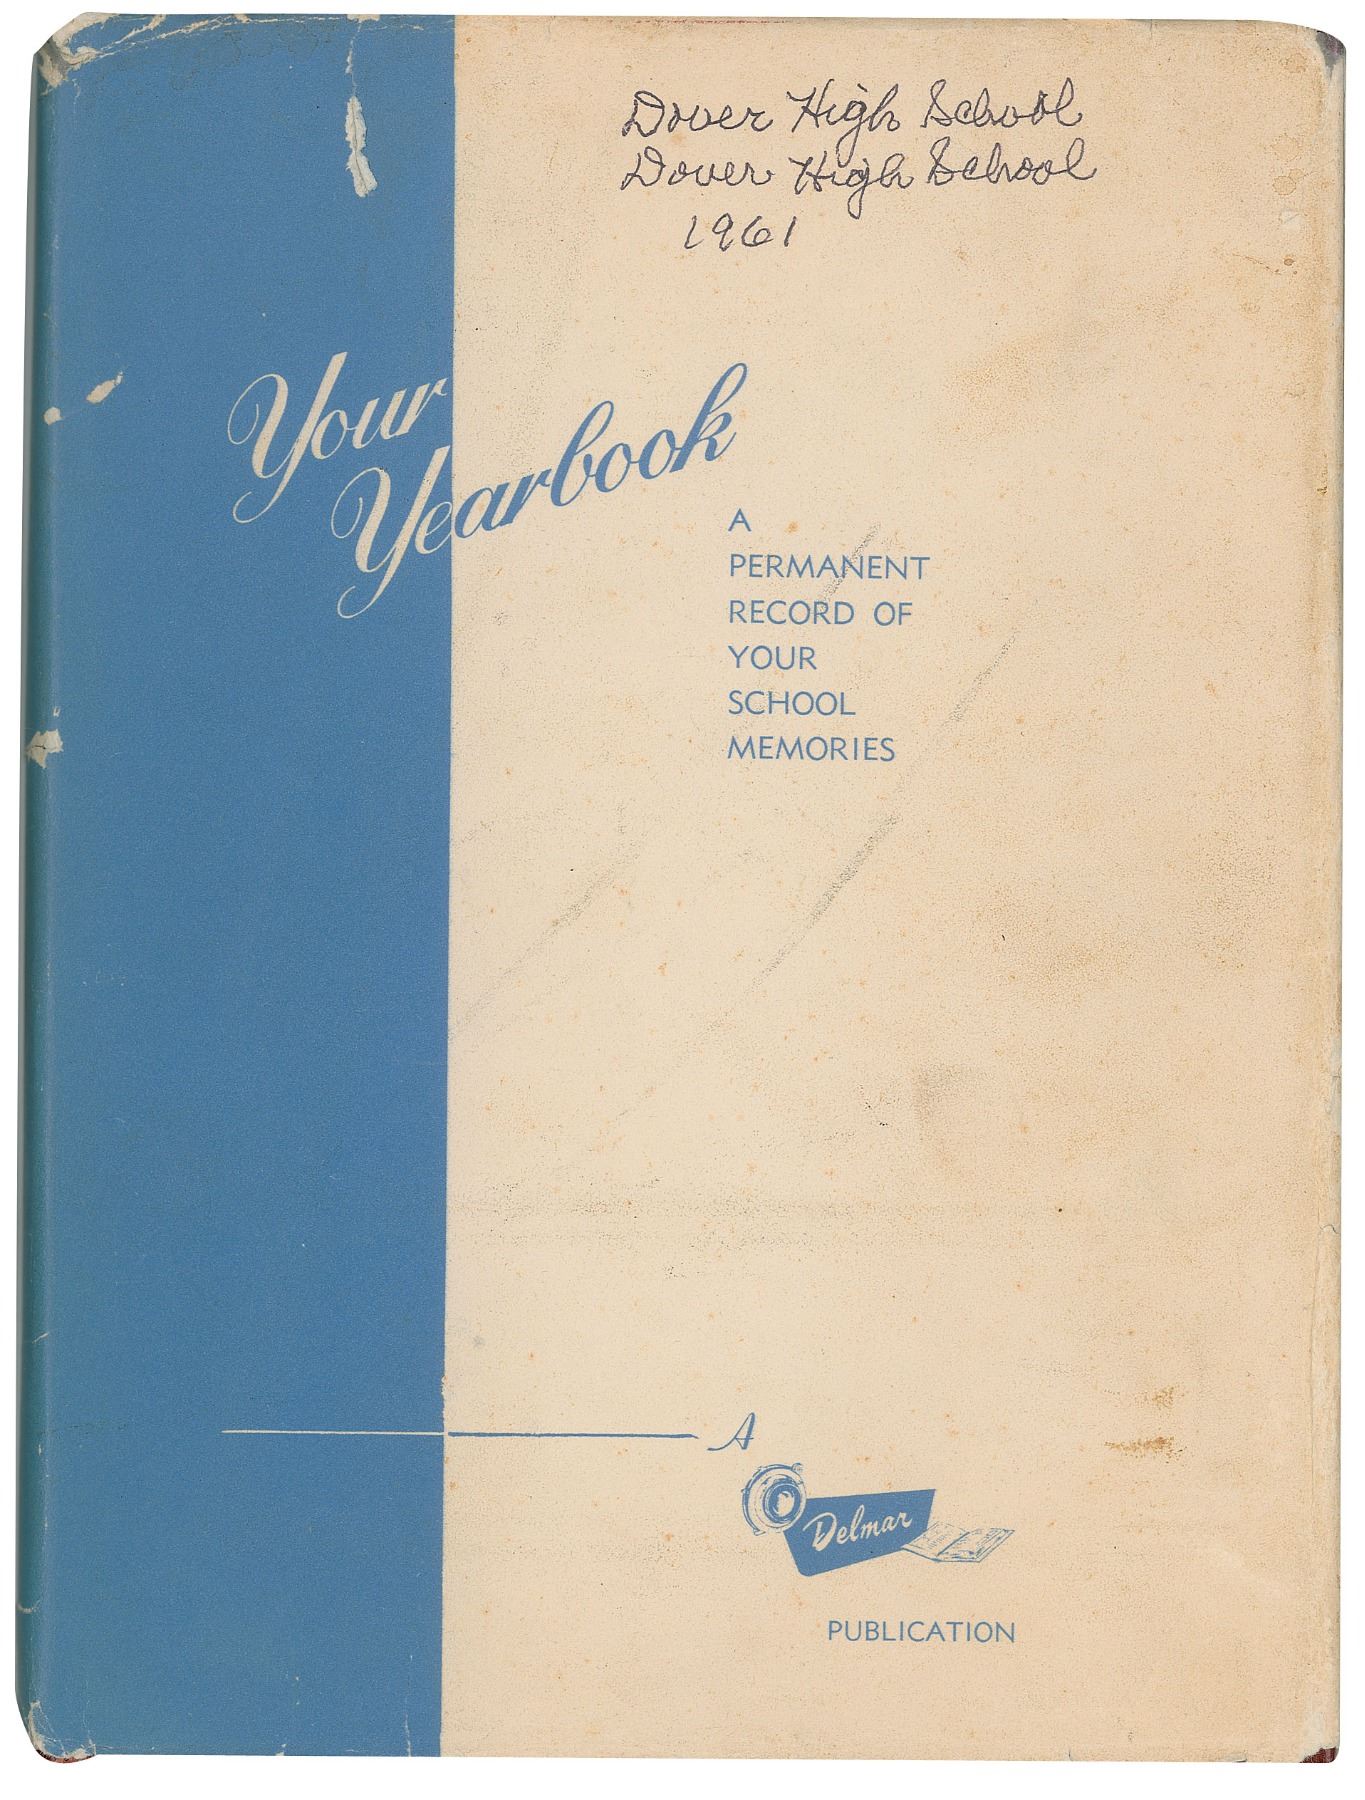 Dover High School
Dover High School
1961
Your
Yearbook
A
PERMANENT
RECORD OF
YOUR
SCHOOL
MEMORIES
A
Delmar
PUBLICATION